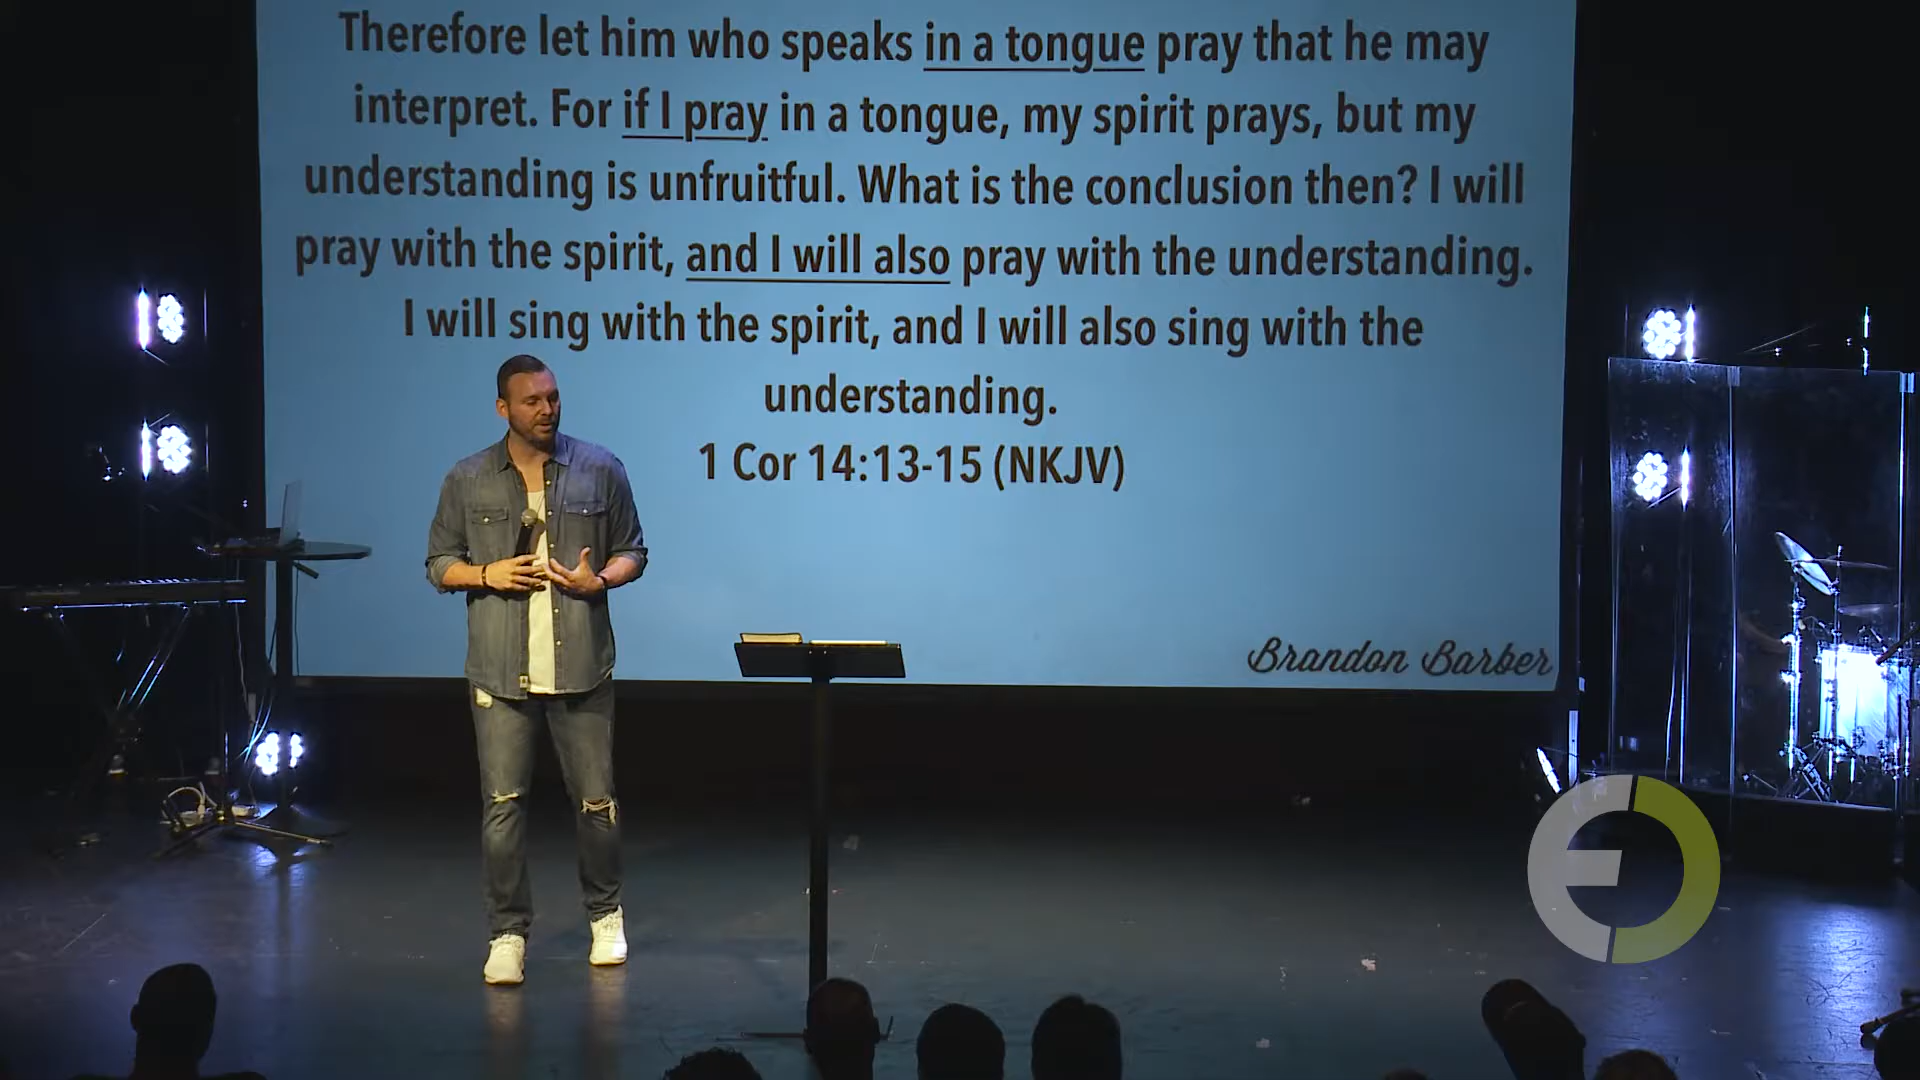 Therefore let him who speaks in a tongue pray that he may
interpret. For if I pray in a tongue, my spirit prays, but my
understanding is unfruitful. What is the conclusion then? I will
pray with the spirit, and I will also pray with the understanding.
I will sing with the spirit, and I will also sing with the
understanding.
1 Cor 14:13-15 (NKJV)
Brandon Barber